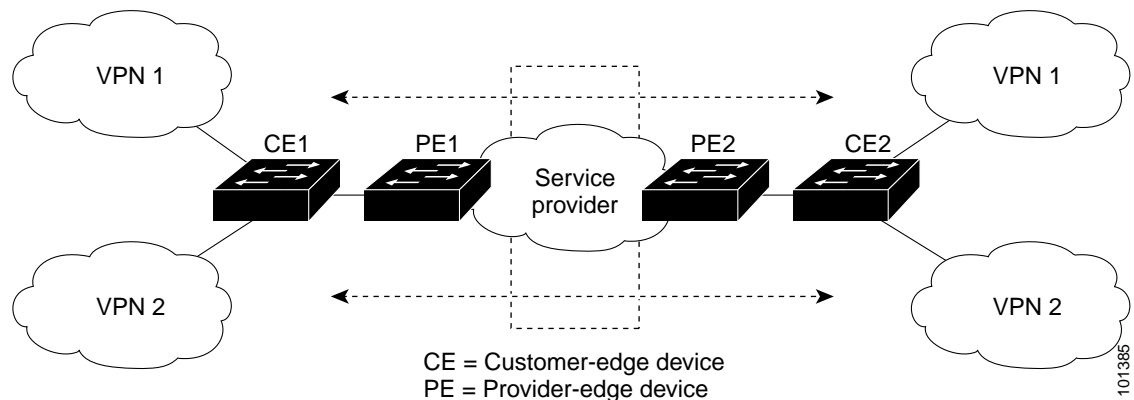 VPN 1
VPN 1
CE1
PE1
PE2
CE2
Service
provider
VPN 2
VPN 2
CE = Customer-edge device
PE = Provider-edge device
101385